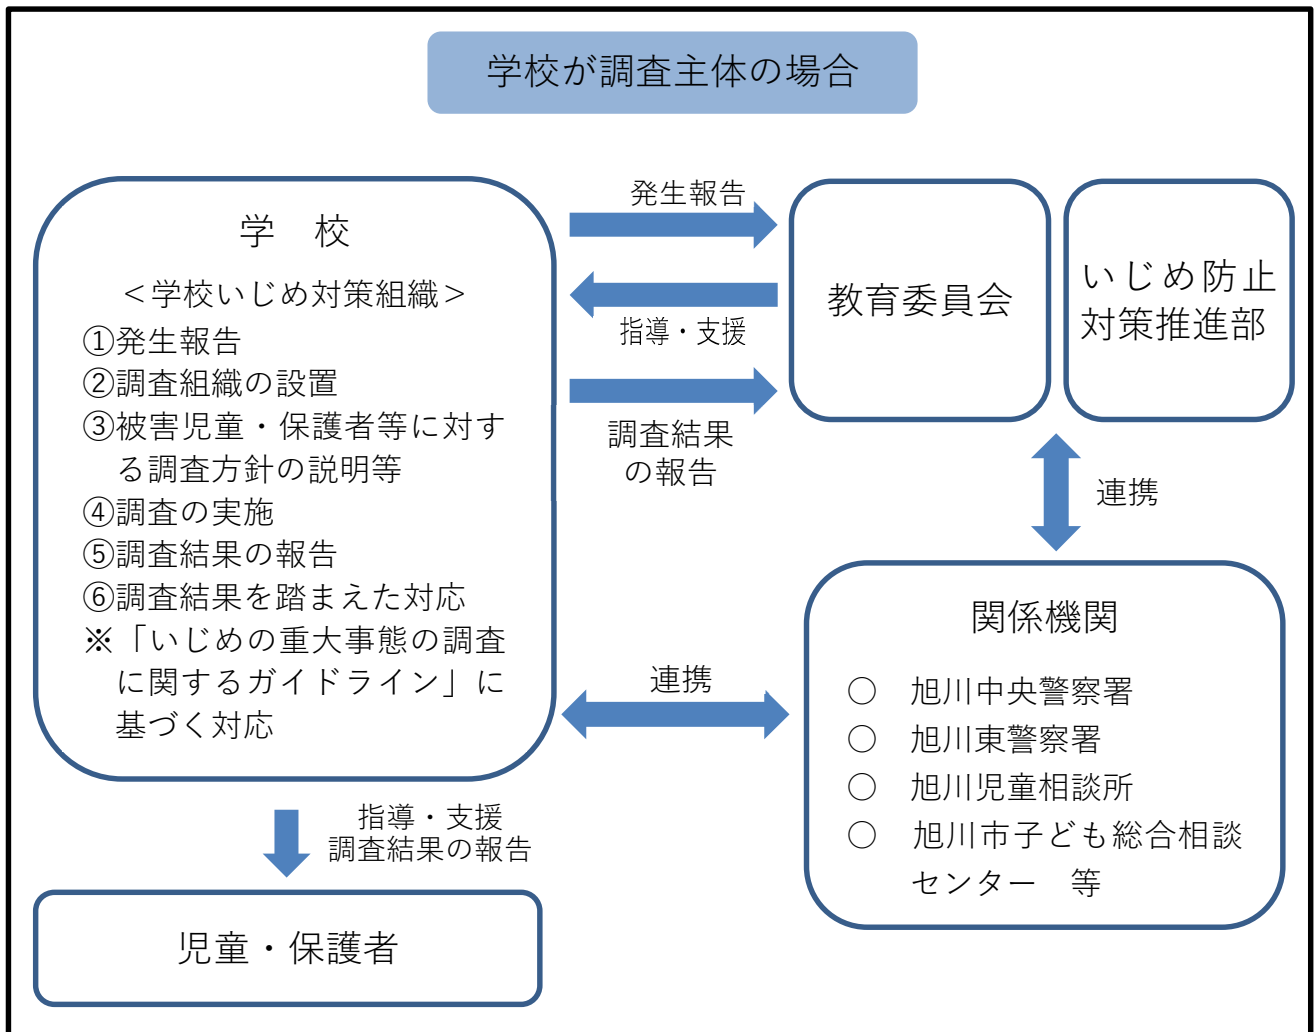 学校が調査主体の場合
学　校
＜学校いじめ対策組織＞
①発生報告
②調査組織の設置
③被害児童・保護者等に対す
る調査方針の説明等
④調査の実施
⑤調査結果の報告
⑥調査結果を踏まえた対応
※「いじめの重大事態の調査
に関するガイドライン」に
基づく対応
発生報告
指導・支援
調査結果
の報告
教育委員会
いじめ防止
対策推進部
連携
連携
関係機関
○　旭川中央警察署
○　旭川東警察署
○　旭川児童相談所
○　旭川市子ども総合相談
センター　等
指導・支援
調査結果の報告
児童・保護者